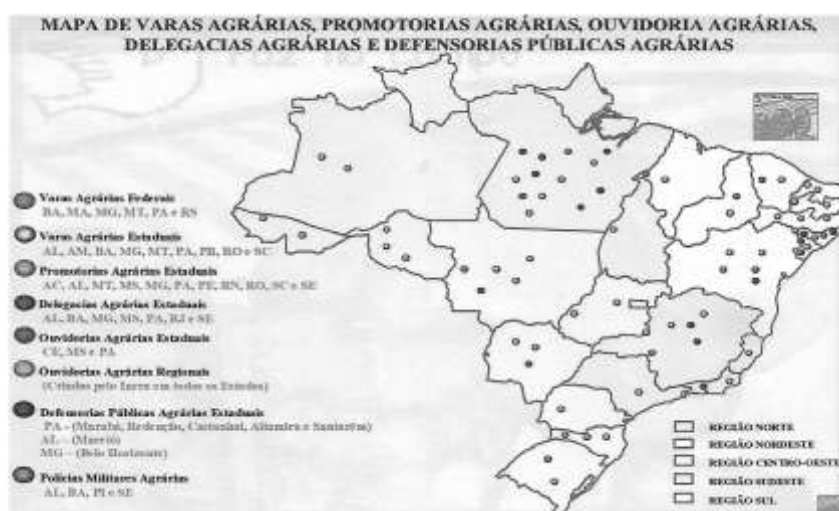 MAPA DE VARAS AGRÁRIAS, PROMOTORIAS AGRÁRIAS, OUVIDORIA AGRÁRIAS,
DELEGACIAS AGRÁRIAS E DEFENSORIAS PÚBLICAS AGRÁRIAS
Varas Agrárias Federais
BA, MA, MG, MT, PA e RS
Varas Agrárias Estaduais
AL, AM, BA, MG, MT, PA, PB, RO e SC
Promotorias Agrárias Estaduais
AC, AL, MT, MS, MG, PA, PE, RN, RO, SC e SE
Delegacias Agrárias Estaduais
AL, BA, MG, MS, PA, RJ e SE
Ouvidorias Agrárias Estaduais
CE, MS e PA
Ouvidorias Agrárias Regionais
(Criadas pelo Incra em todos os Estados)
Defensorias Públicas Agrárias Estaduais
PA - (Marabá, Redenção, Castanhal, Altamira e Santarém)
AL – (Maceió)
MG – (Belo Horizonte)
Polícias Militares Agrárias
AL, BA, PI e SE
REGIÃO NORTE
REGIÃO NORDESTE
REGIÃO CENTRO-OESTE
REGIÃO SUDESTE
REGIÃO SUL